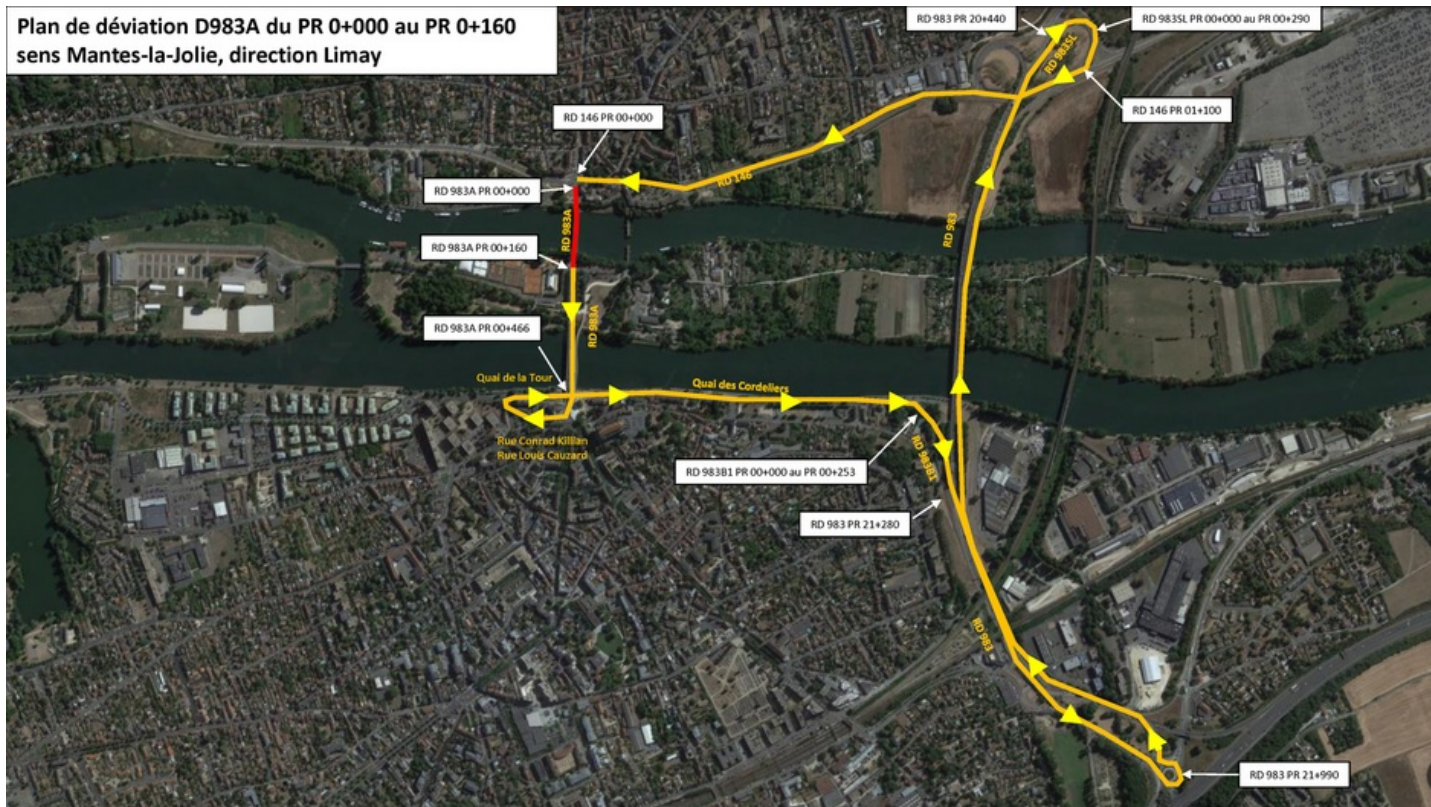 Plan de déviation D983A du PR 0+000 au PR 0+160
sens Mantes-la-Jolie, direction Limay
RD 983 PR 20+440
RD 983SL PR 00+000 au PR 00+290
RD 983SL
RD 146 PR 01+100
RD 146 PR 00+000
RD 146
RD 983A PR 00+000
RD 983A
RD 983
RD 983A PR 00+160
RD 983A PR 00+466
RD 983A
Quai de la Tour
Quai des Cordeliers
Rue Conrad Killian
Rue Louis Cauzard
RD 983B1 PR 00+000 au PR 00+253
RD 983B1
RD 983 PR 21+280
RD 983
RD 983 PR 21+990